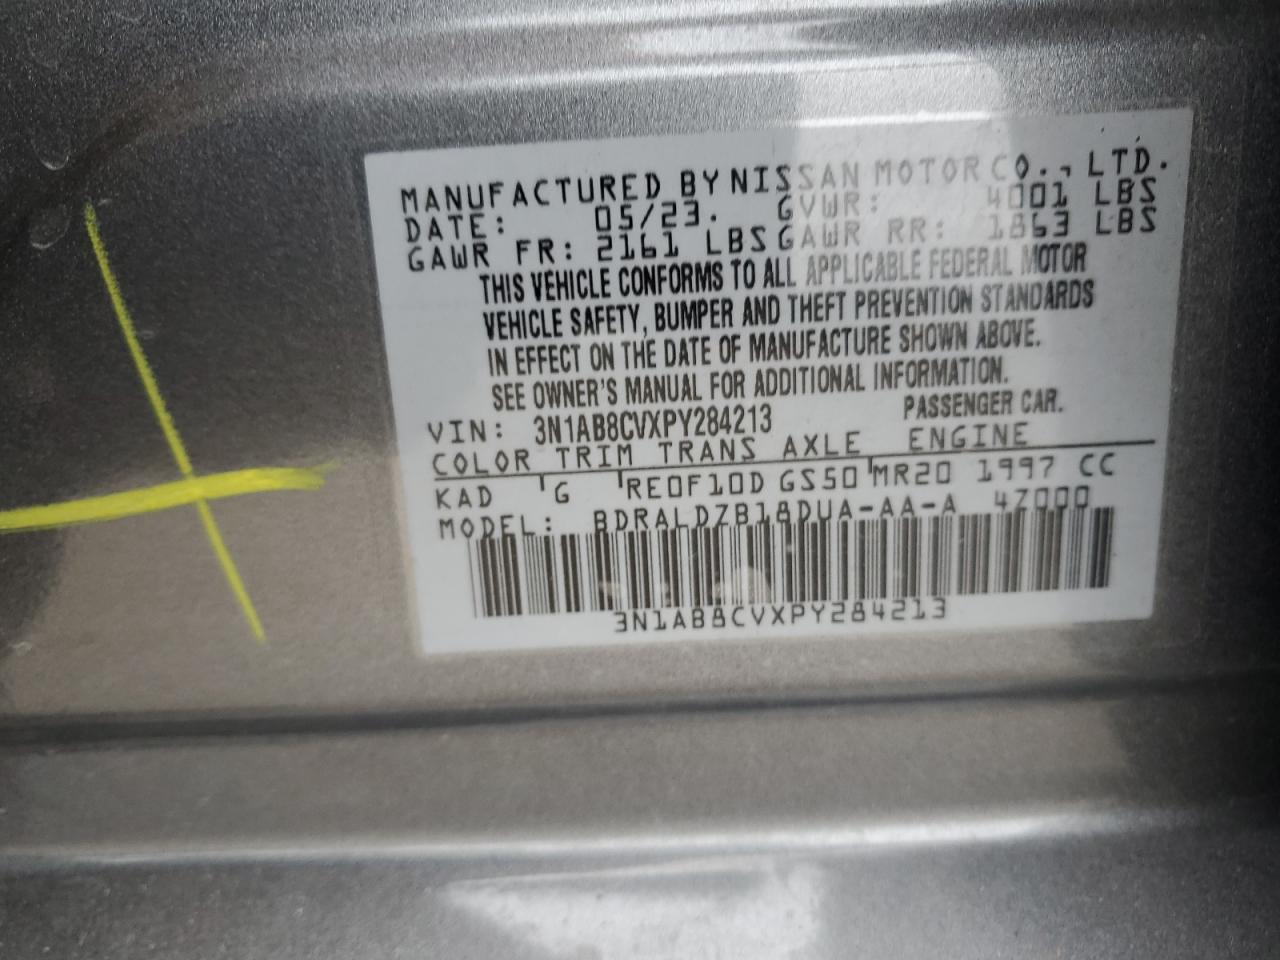 MANUFACTURED BY NISSAN MOTOR CO., LTD.
DATE: 05/23. GVWR: 4001 LBS
GAWR FR: 2161 LBS GAWR RR: 1863 LBS
THIS VEHICLE CONFORMS TO ALL APPLICABLE FEDERAL MOTOR
VEHICLE SAFETY, BUMPER AND THEFT PREVENTION STANDARDS
IN EFFECT ON THE DATE OF MANUFACTURE SHOWN ABOVE.
SEE OWNER'S MANUAL FOR ADDITIONAL INFORMATION.
VIN: 3N1AB8CVXPY284213 PASSENGER CAR.
COLOR TRIM TRANS AXLE ENGINE
KAD G RE0F10D GS50 MR20 1997 CC
MODEL: BDRALDZB18DUA-AA-A 4Z000
3N1AB8CVXPY284213